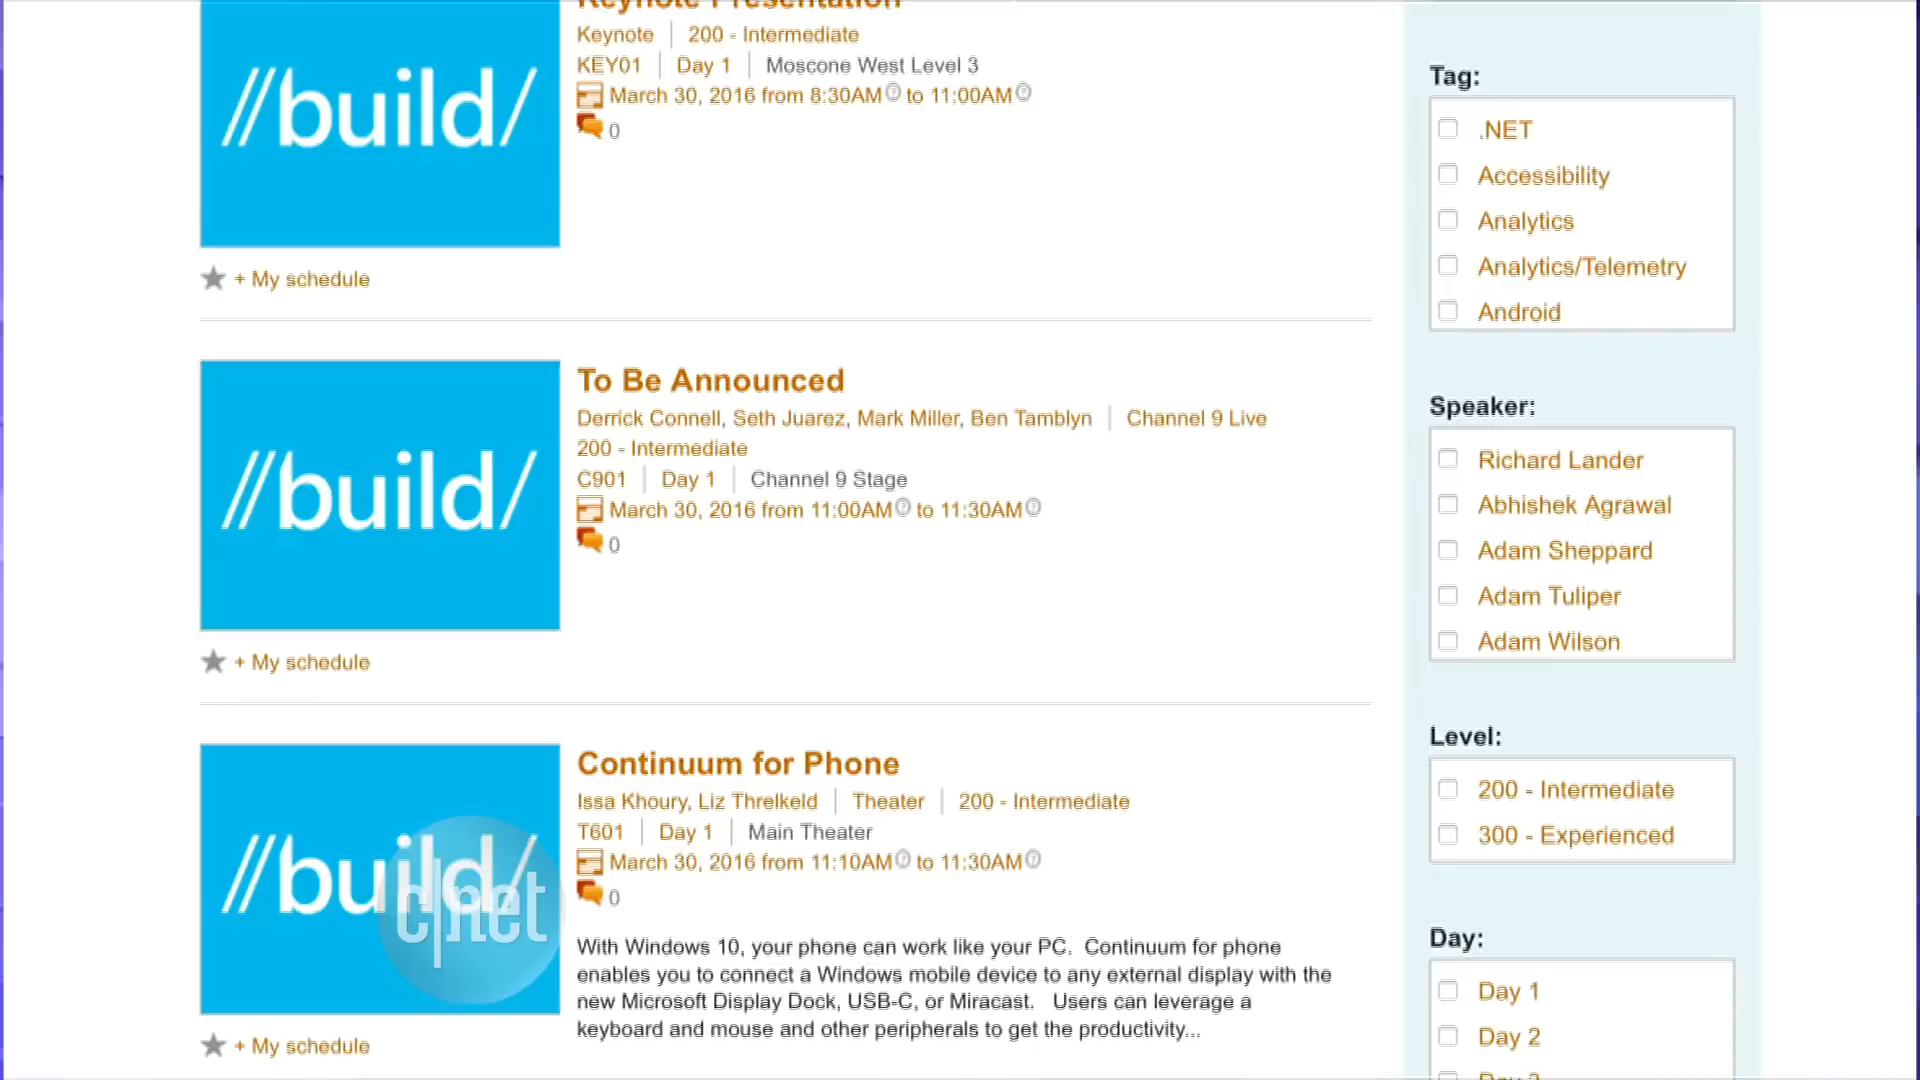 Keynote Presentation
Keynote | 200 - Intermediate
KEY01 | Day 1 | Moscone West Level 3
March 30, 2016 from 8:30AM to 11:00AM
0
//build/
+ My schedule
To Be Announced
Derrick Connell, Seth Juarez, Mark Miller, Ben Tamblyn | Channel 9 Live
200 - Intermediate
C901 | Day 1 | Channel 9 Stage
March 30, 2016 from 11:00AM to 11:30AM
0
//build/
+ My schedule
Continuum for Phone
Issa Khoury, Liz Threlkeld | Theater | 200 - Intermediate
T601 | Day 1 | Main Theater
March 30, 2016 from 11:10AM to 11:30AM
0
//build/
c|net
With Windows 10, your phone can work like your PC.  Continuum for phone
enables you to connect a Windows mobile device to any external display with the
new Microsoft Display Dock, USB-C, or Miracast.   Users can leverage a
keyboard and mouse and other peripherals to get the productivity...
+ My schedule
Tag:
.NET
Accessibility
Analytics
Analytics/Telemetry
Android
Speaker:
Richard Lander
Abhishek Agrawal
Adam Sheppard
Adam Tuliper
Adam Wilson
Level:
200 - Intermediate
300 - Experienced
Day:
Day 1
Day 2